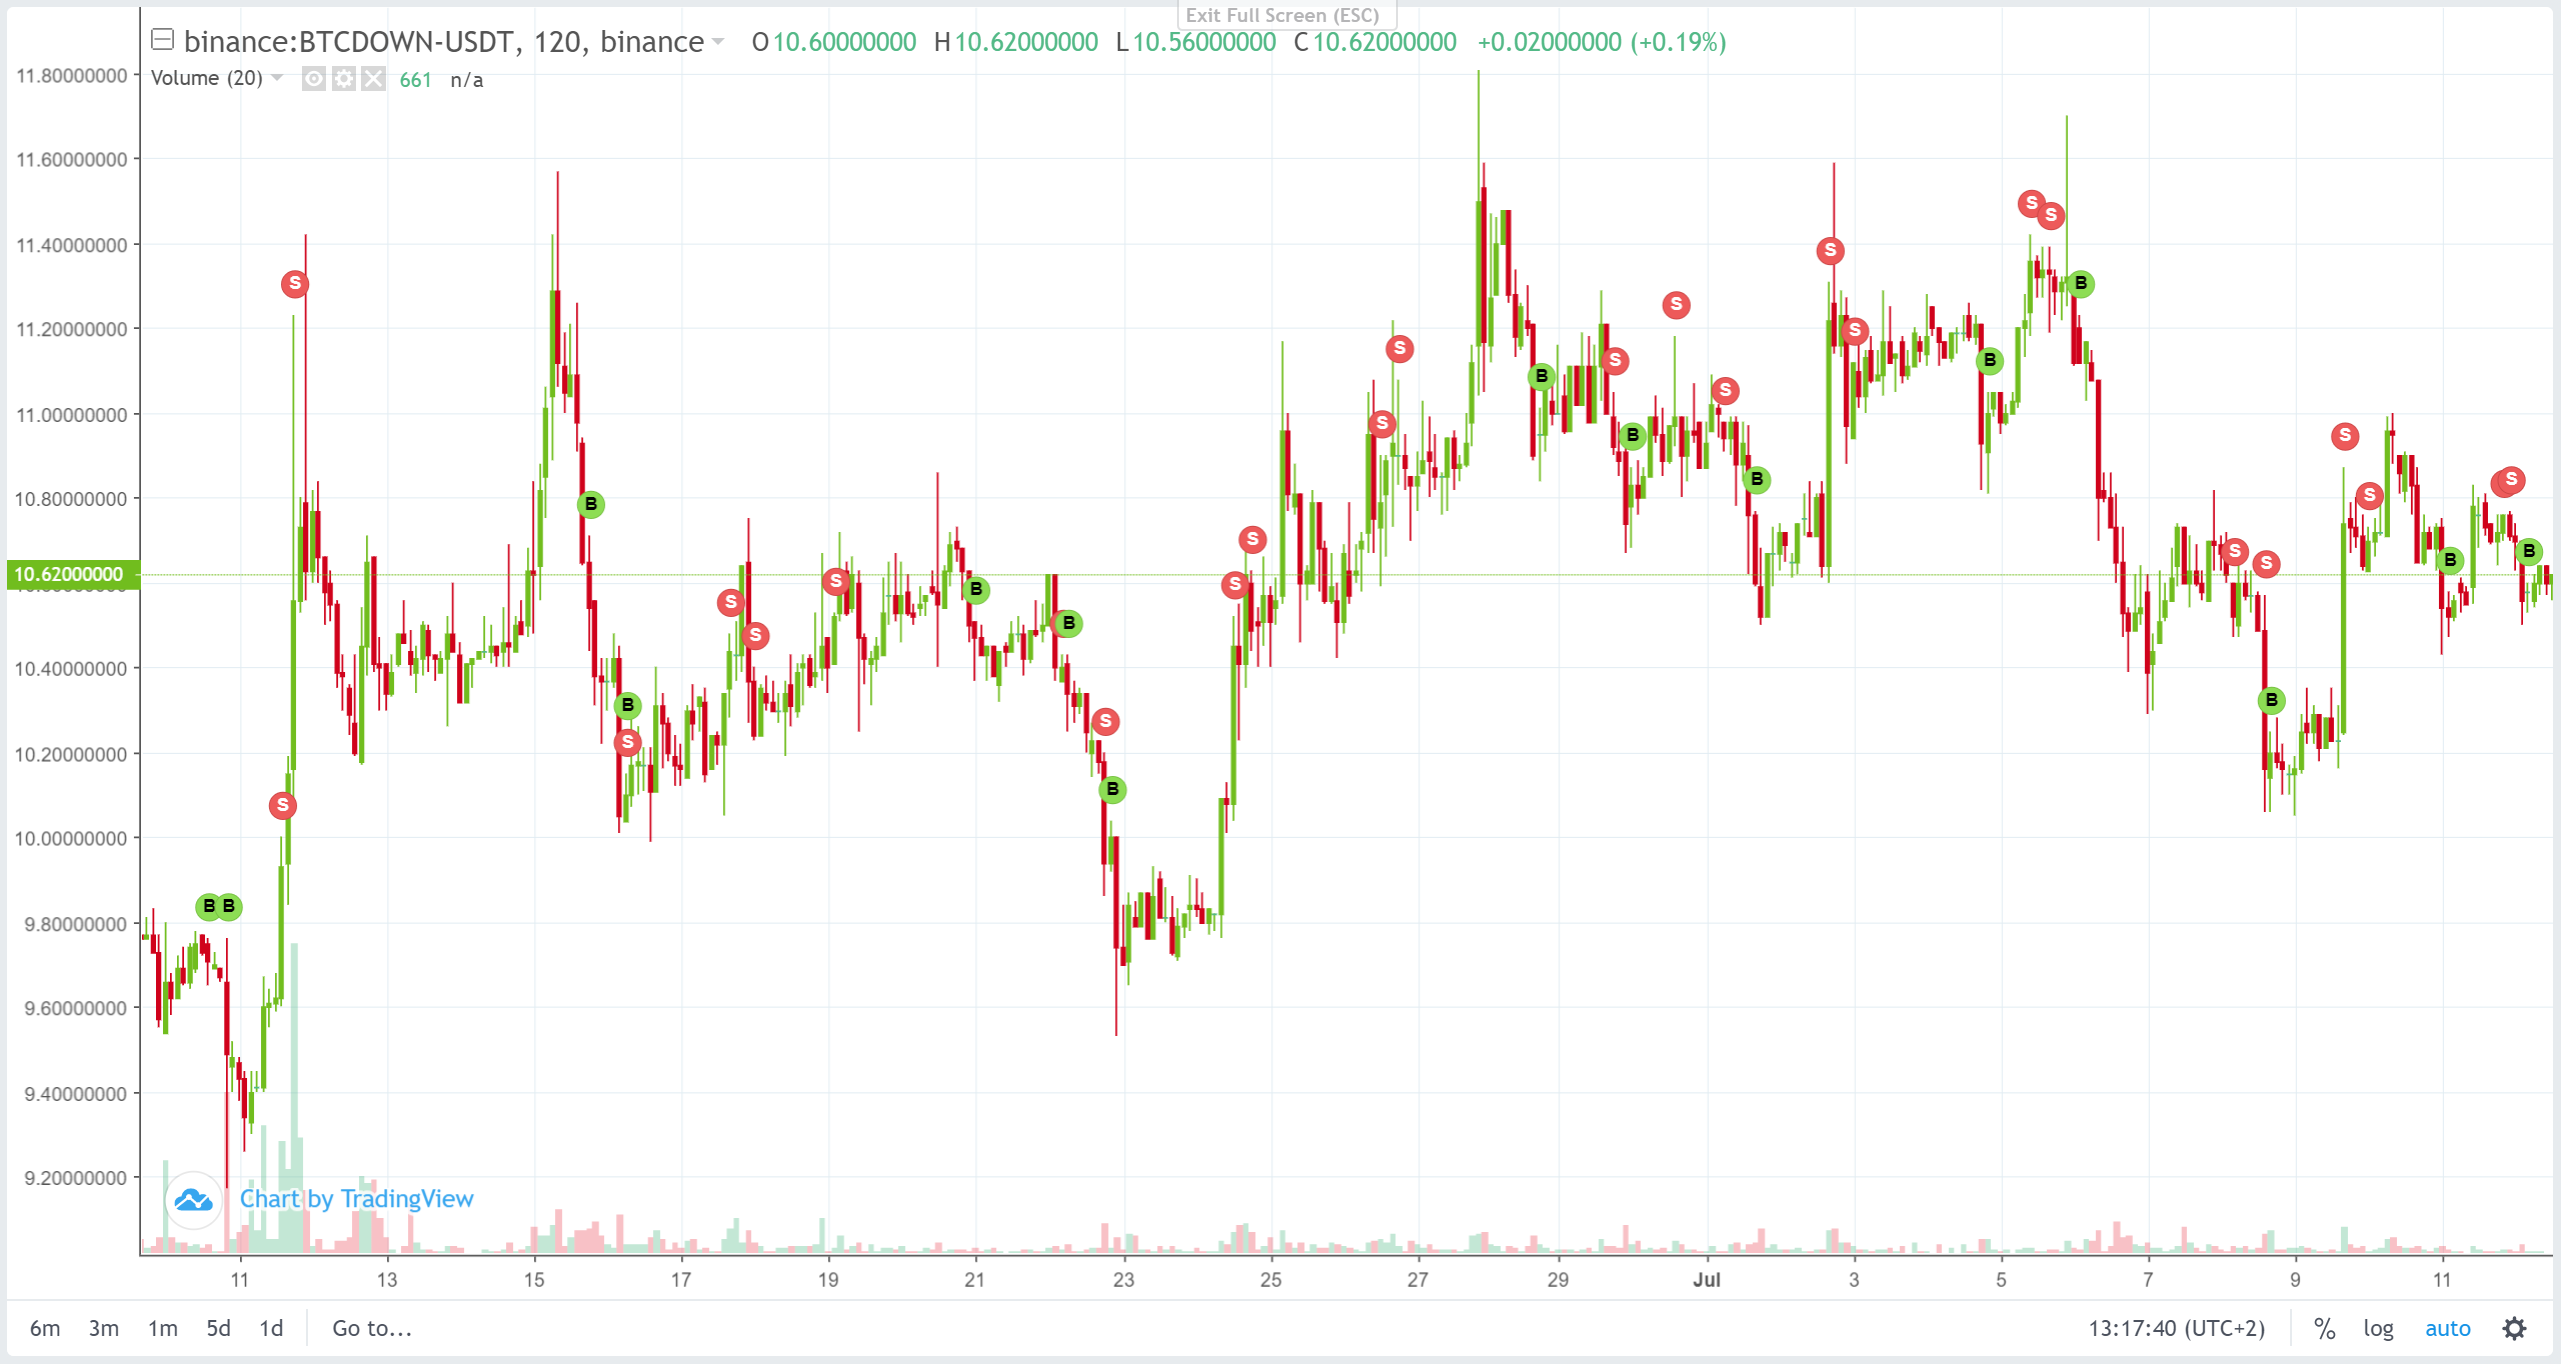 Exit Full Screen (ESC)
binance:BTCDOWN-USDT, 120, binance O10.60000000 H10.62000000 L10.56000000 C10.62000000 +0.02000000 (+0.19%)
Volume (20) 661 n/a
11.80000000
11.60000000
11.40000000
11.20000000
11.00000000
10.80000000
10.62000000
10.40000000
10.20000000
10.00000000
9.80000000
9.60000000
9.40000000
9.20000000
S
S
B B
B
B
S
S
S
S
B
B
S
B
S
S
S
S
B
S
B
S
S
B
S
S
B
S S
B
S
S
B
S
S
B
S
B
Chart by TradingView
11 13 15 17 19 21 23 25 27 29 Jul 3 5 7 9 11
6m 3m 1m 5d 1d Go to... 13:17:40 (UTC+2) % log auto